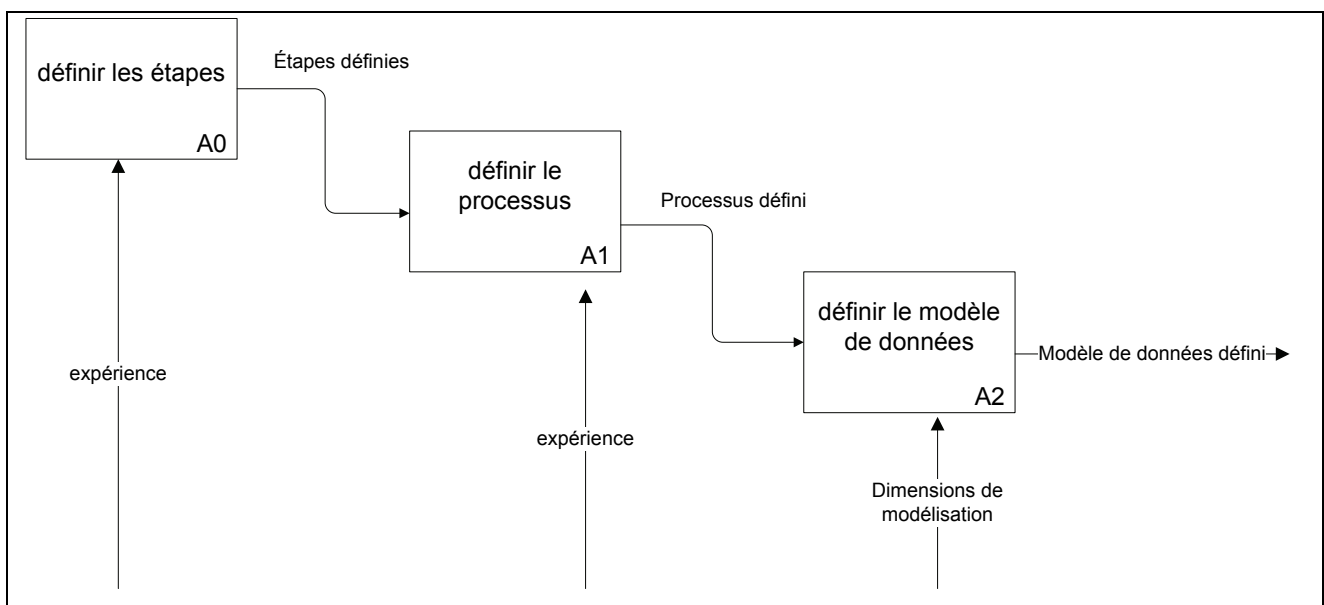 définir les étapes
A0
Étapes définies
définir le
processus
A1
Processus défini
définir le modèle
de données
A2
Modèle de données défini
expérience
expérience
Dimensions de
modélisation